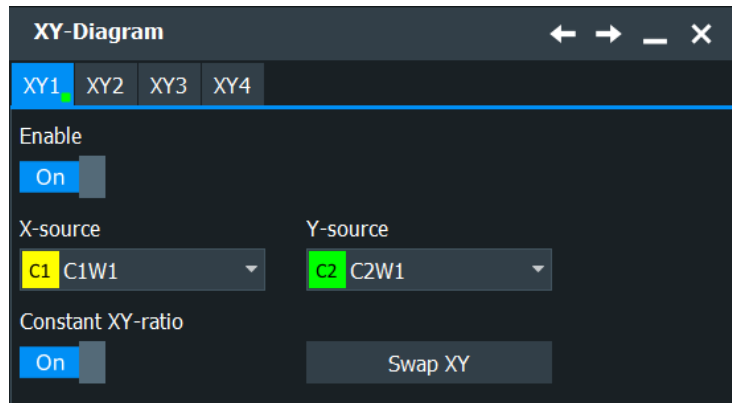 XY-Diagram
XY1 XY2 XY3 XY4
Enable
On
X-source Y-source
C1 C1W1 C2 C2W1
Constant XY-ratio
On Swap XY